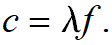 c = λf.